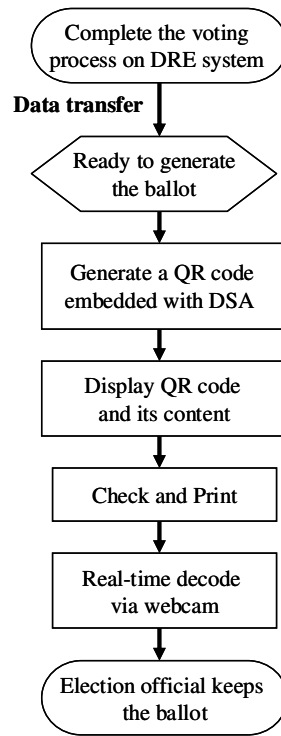 Complete the voting
process on DRE system
Data transfer
Ready to generate
the ballot
Generate a QR code
embedded with DSA
Display QR code
and its content
Check and Print
Real-time decode
via webcam
Election official keeps
the ballot